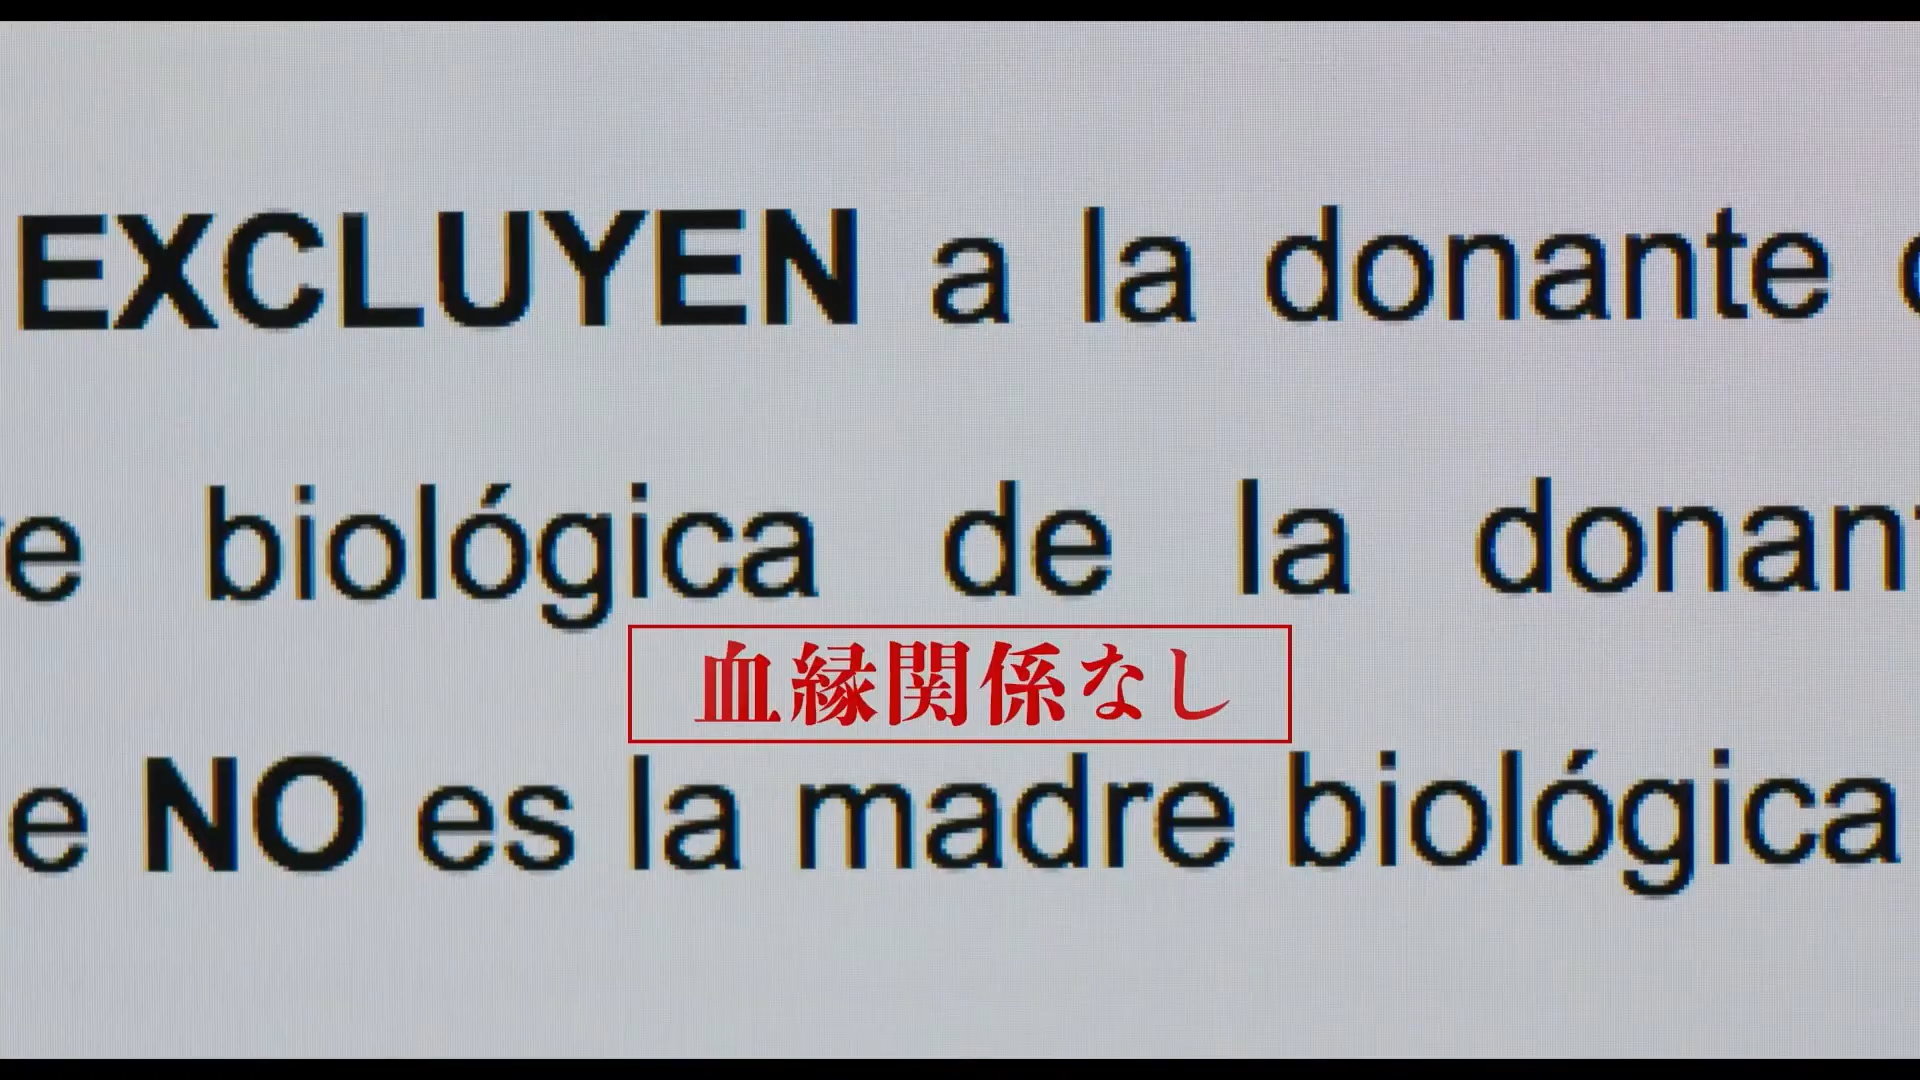 EXCLUYEN a la donante
biológica de la
血縁関係なし
NO es la madre biológica